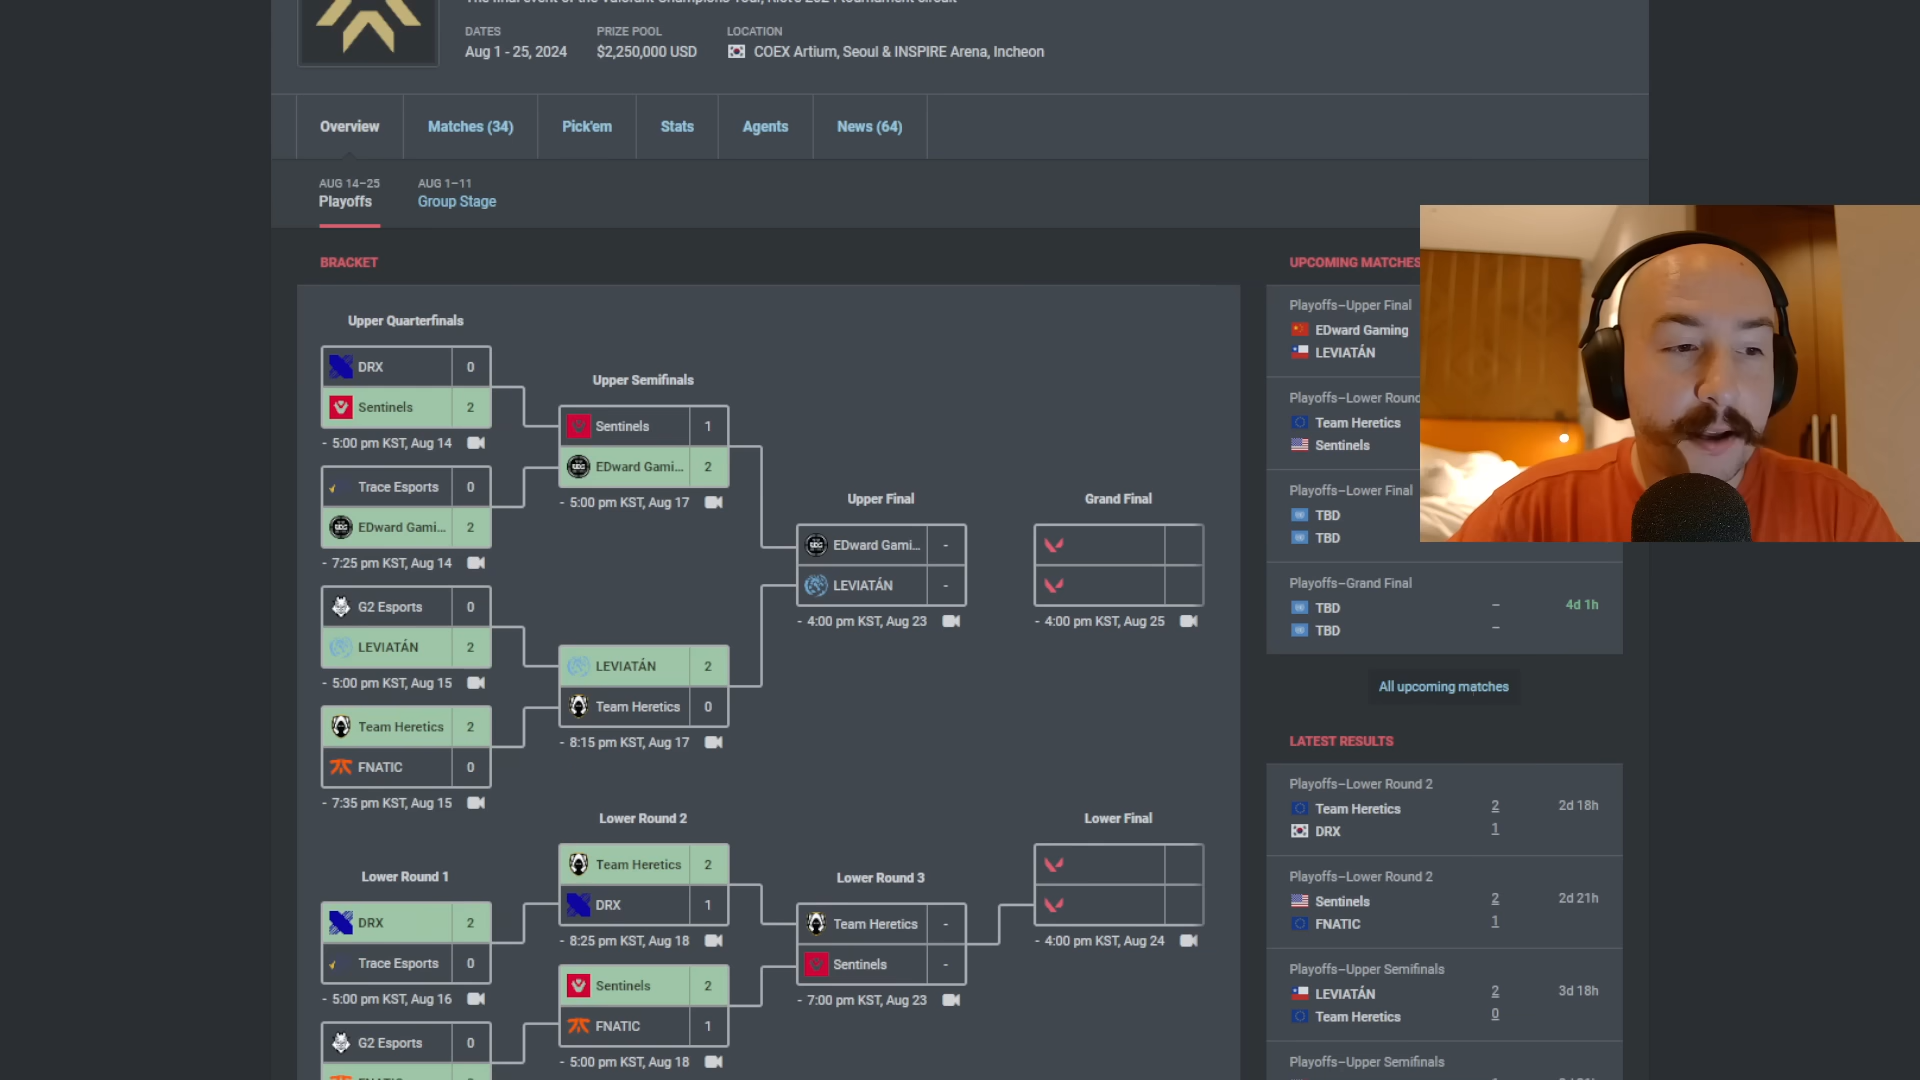 DATES
Aug 1 - 25, 2024
PRIZE POOL
$2,250,000 USD
LOCATION
COEX Artium, Seoul & INSPIRE Arena, Incheon
Overview
Matches (34)
Pick'em
Stats
Agents
News (64)
AUG 14–25
Playoffs
AUG 1–11
Group Stage
BRACKET
Upper Quarterfinals
DRX 0
Sentinels 2
- 5:00 pm KST, Aug 14
Trace Esports 0
EDward Gami... 2
- 7:25 pm KST, Aug 14
G2 Esports 0
LEVIATÁN 2
- 5:00 pm KST, Aug 15
Team Heretics 2
FNATIC 0
- 7:35 pm KST, Aug 15
Upper Semifinals
Sentinels 1
EDward Gami... 2
- 5:00 pm KST, Aug 17
LEVIATÁN 2
Team Heretics 0
- 8:15 pm KST, Aug 17
Upper Final
EDward Gami... -
LEVIATÁN -
- 4:00 pm KST, Aug 23
Grand Final
- 4:00 pm KST, Aug 25
Lower Round 1
DRX 2
Trace Esports 0
- 5:00 pm KST, Aug 16
G2 Esports 0
Lower Round 2
Team Heretics 2
DRX 1
- 8:25 pm KST, Aug 18
Sentinels 2
FNATIC 1
- 5:00 pm KST, Aug 18
Lower Round 3
Team Heretics -
Sentinels -
- 7:00 pm KST, Aug 23
Lower Final
- 4:00 pm KST, Aug 24
UPCOMING MATCHES
Playoffs–Upper Final
EDward Gaming
LEVIATÁN
Playoffs–Lower Round
Team Heretics
Sentinels
Playoffs–Lower Final
TBD
TBD
Playoffs–Grand Final
TBD – 4d 1h
TBD –
All upcoming matches
LATEST RESULTS
Playoffs–Lower Round 2
Team Heretics 2 2d 18h
DRX 1
Playoffs–Lower Round 2
Sentinels 2 2d 21h
FNATIC 1
Playoffs–Upper Semifinals
LEVIATÁN 2 3d 18h
Team Heretics 0
Playoffs–Upper Semifinals